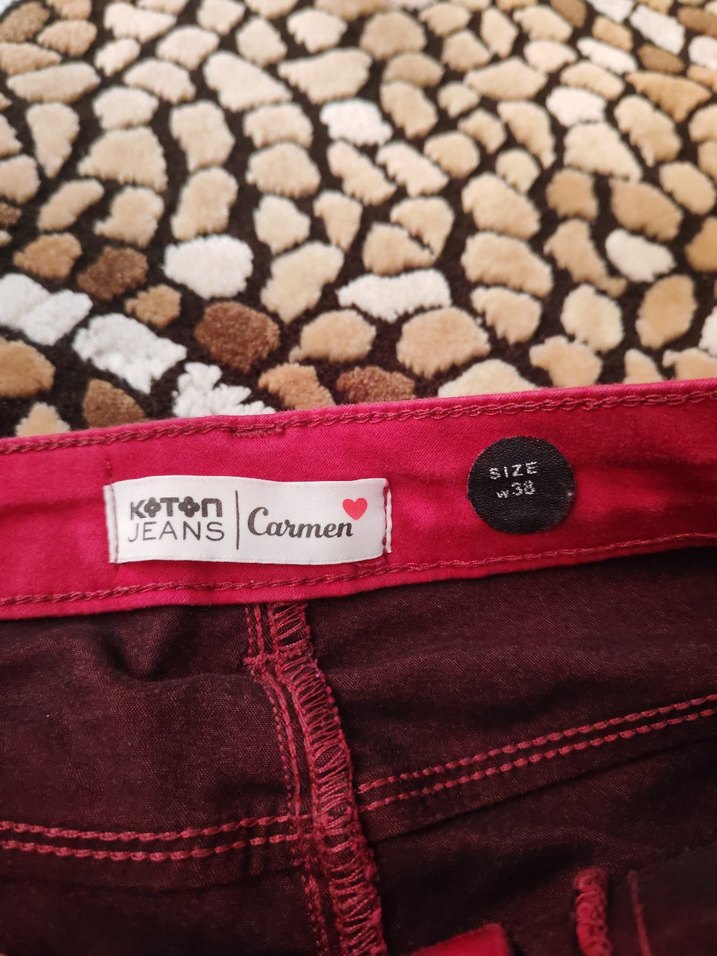 KOTON
JEANS
Carmen
SIZE
w38